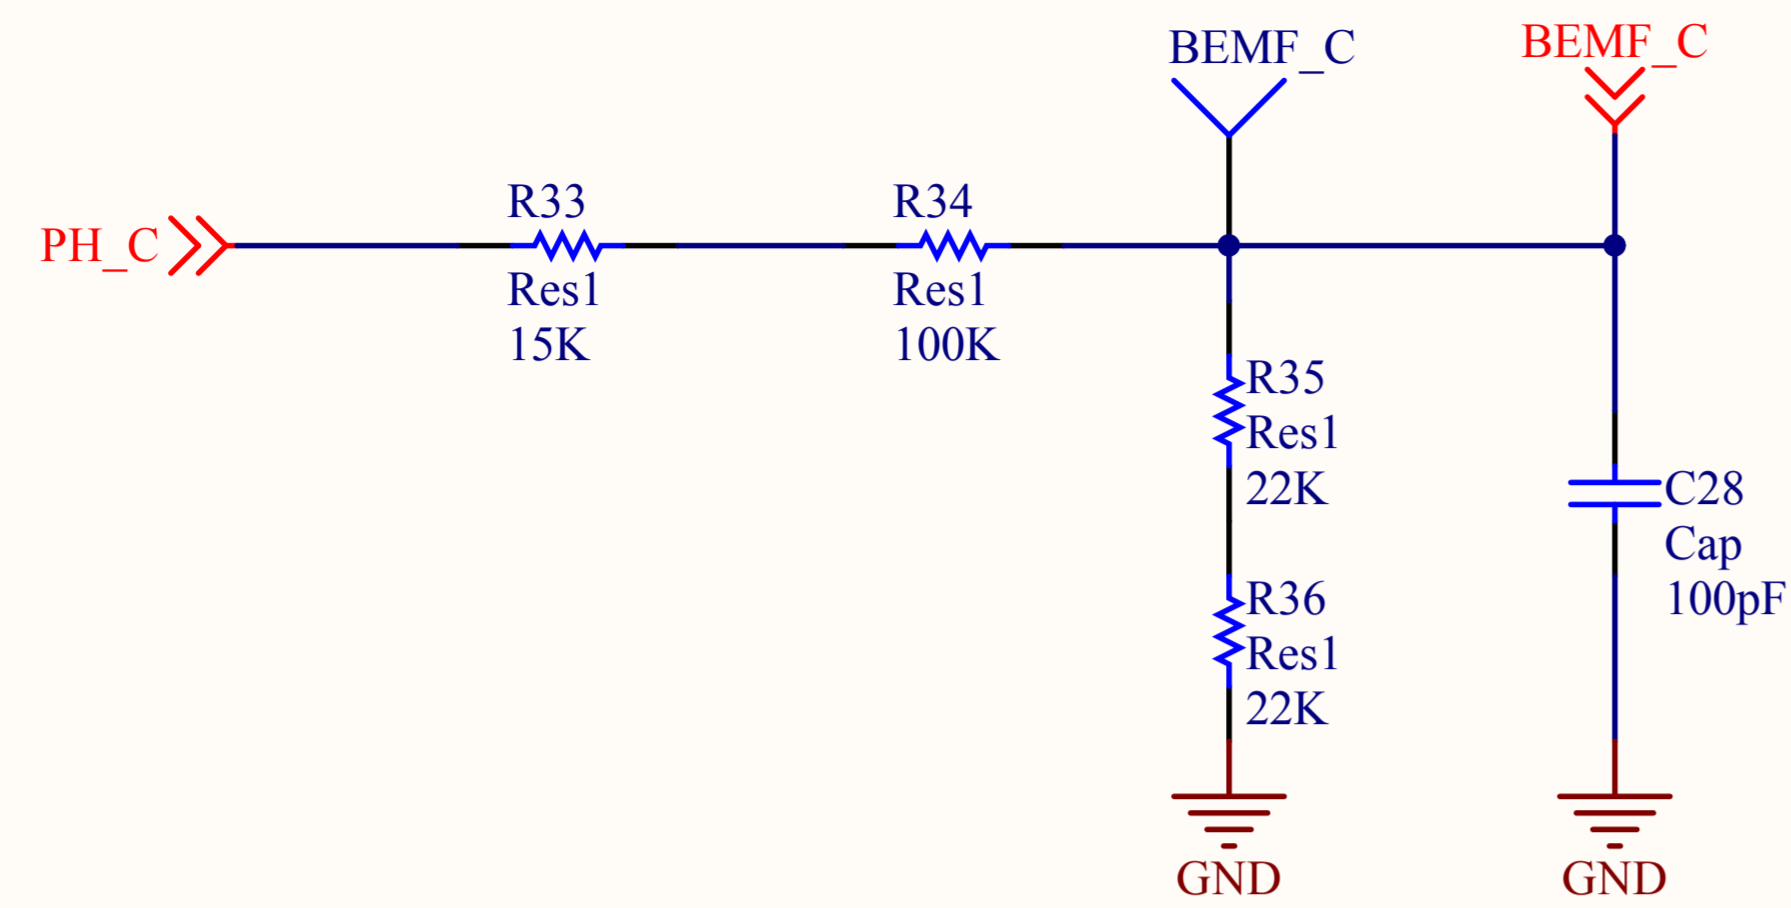 BEMF_C
BEMF_C
PH_C
R33
Res1
15K
R34
Res1
100K
R35
Res1
22K
R36
Res1
22K
C28
Cap
100pF
GND
GND